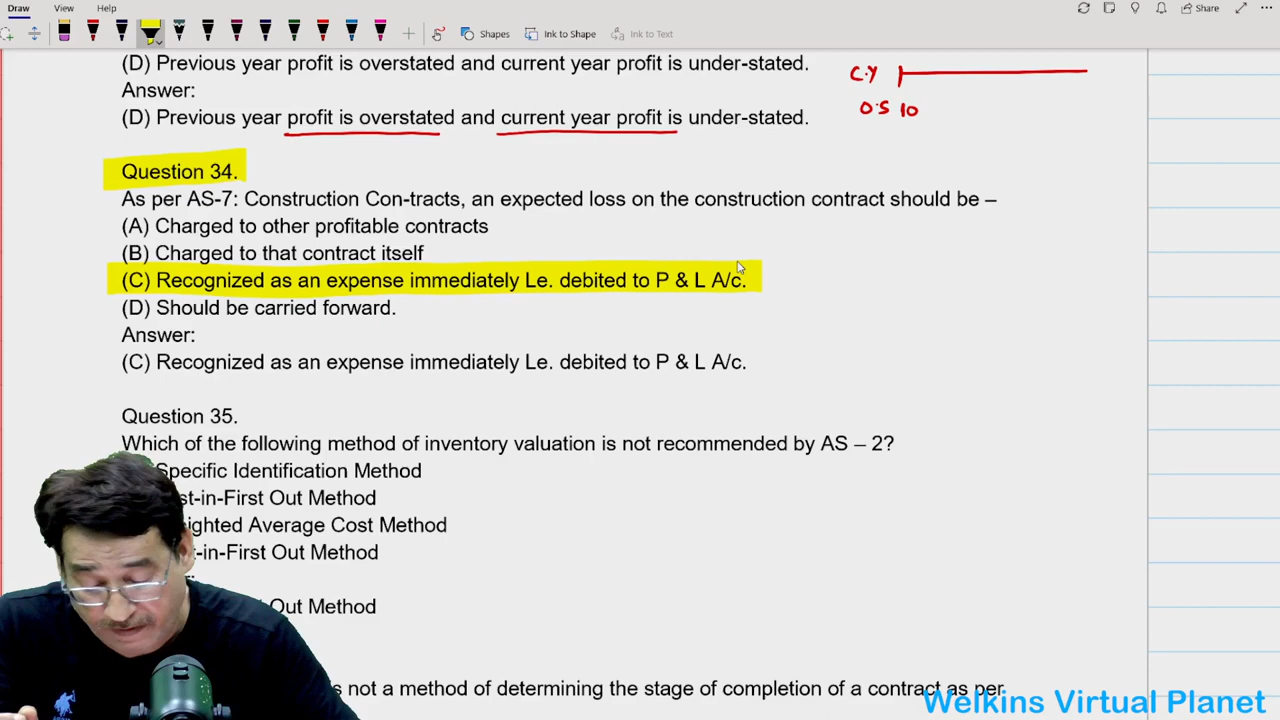 Draw View Help
Shapes Ink to Shape Ink to Text Share
(D) Previous year profit is overstated and current year profit is under-stated.
C.Y
Answer:
O.S 10
(D) Previous year profit is overstated and current year profit is under-stated.
Question 34.
As per AS-7: Construction Con-tracts, an expected loss on the construction contract should be –
(A) Charged to other profitable contracts
(B) Charged to that contract itself
(C) Recognized as an expense immediately Le. debited to P & L A/c.
(D) Should be carried forward.
Answer:
(C) Recognized as an expense immediately Le. debited to P & L A/c.
Question 35.
Which of the following method of inventory valuation is not recommended by AS – 2?
Specific Identification Method
st-in-First Out Method
ighted Average Cost Method
-in-First Out Method
Out Method
s not a method of determining the stage of completion of a contract as per
Welkins Virtual Planet